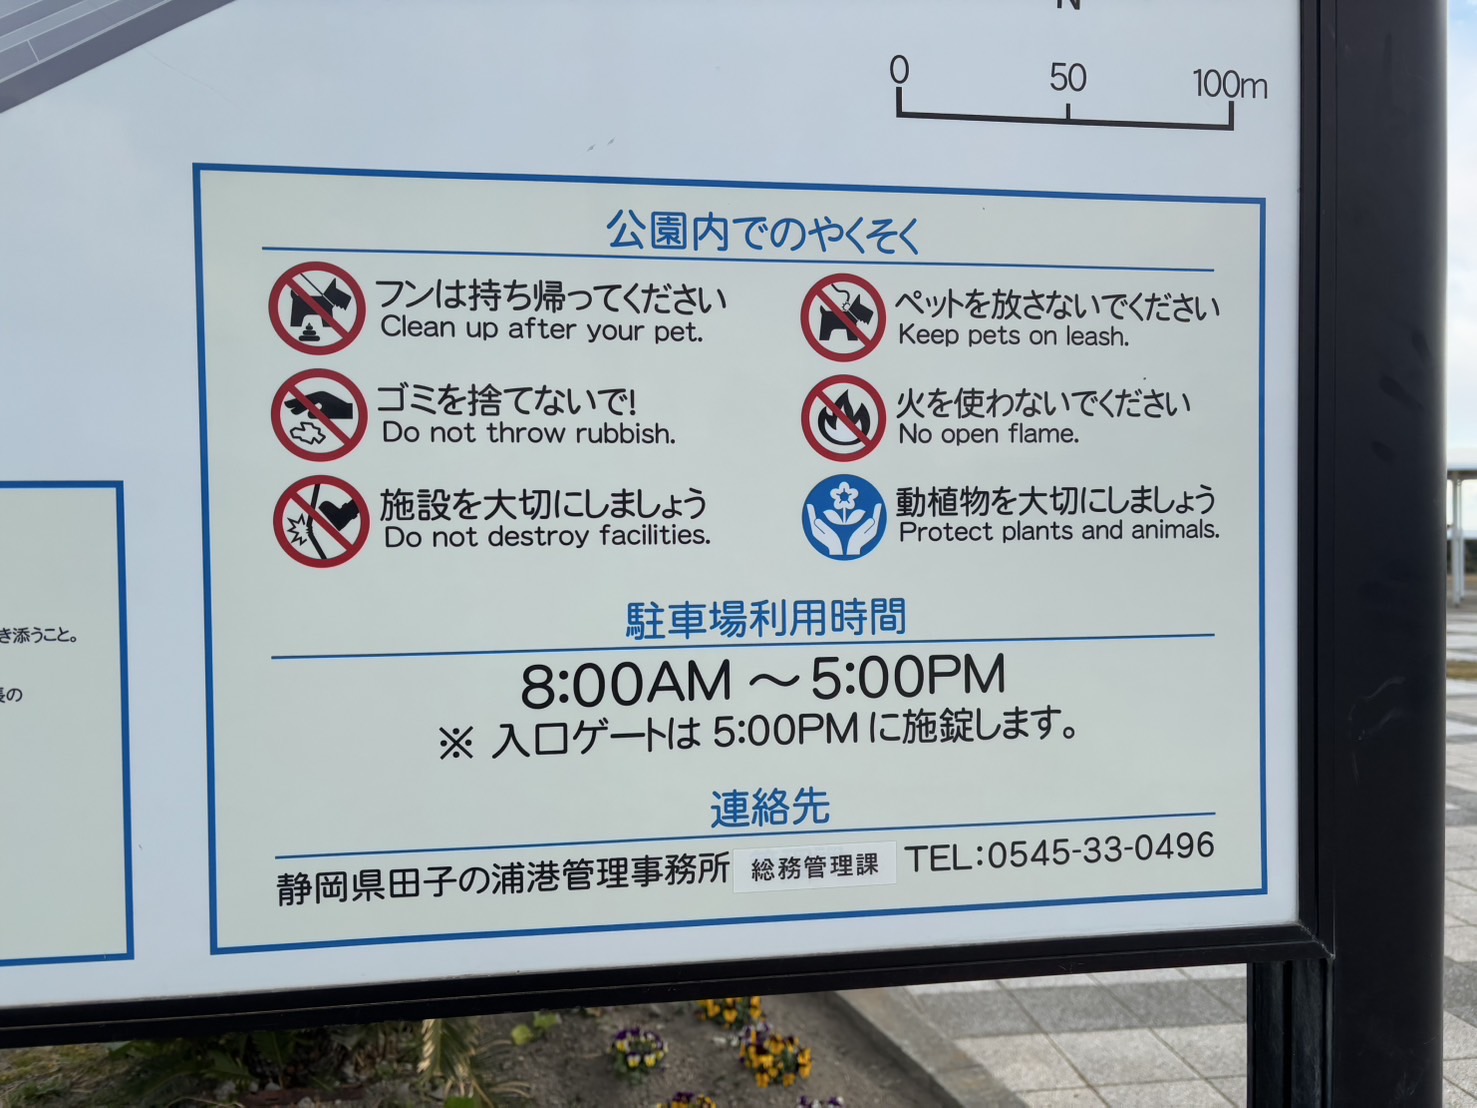 N
0 50 100m
公園内でのやくそく
フンは持ち帰ってください
Clean up after your pet.
ペットを放さないでください
Keep pets on leash.
ゴミを捨てないで!
Do not throw rubbish.
火を使わないでください
No open flame.
施設を大切にしましょう
Do not destroy facilities.
動植物を大切にしましょう
Protect plants and animals.
駐車場利用時間
8:00AM ～ 5:00PM
※ 入口ゲートは 5:00PM に施錠します。
連絡先
静岡県田子の浦港管理事務所 総務管理課 TEL:0545-33-0496
き添うこと。
長の